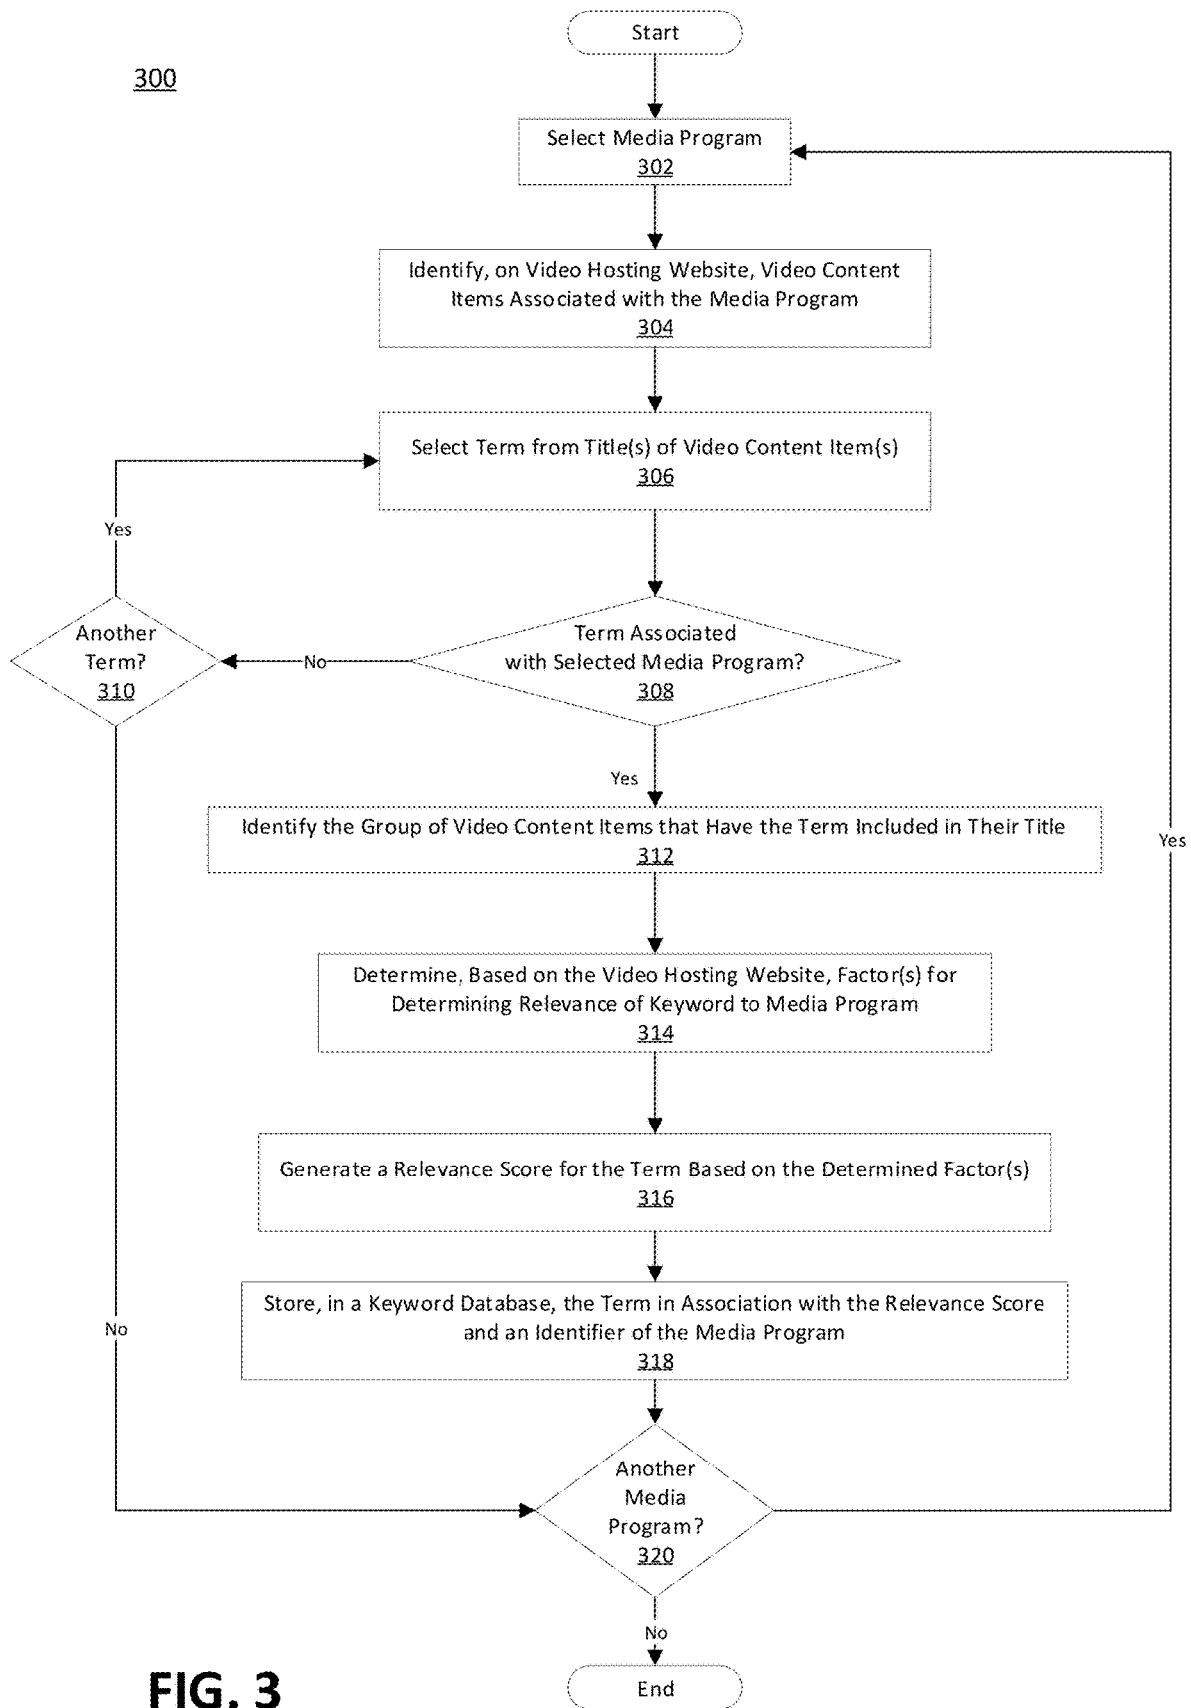 Start
300
Select Media Program
302
Identify, on Video Hosting Website, Video Content
Items Associated with the Media Program
304
Select Term from Title(s) of Video Content Item(s)
306
Yes
Another
Term?
310
No
Term Associated
with Selected Media Program?
308
Yes
Identify the Group of Video Content Items that Have the Term Included in Their Title
312
Yes
Determine, Based on the Video Hosting Website, Factor(s) for
Determining Relevance of Keyword to Media Program
314
Generate a Relevance Score for the Term Based on the Determined Factor(s)
316
Store, in a Keyword Database, the Term in Association with the Relevance Score
and an Identifier of the Media Program
318
No
Another
Media
Program?
320
No
End
FIG. 3